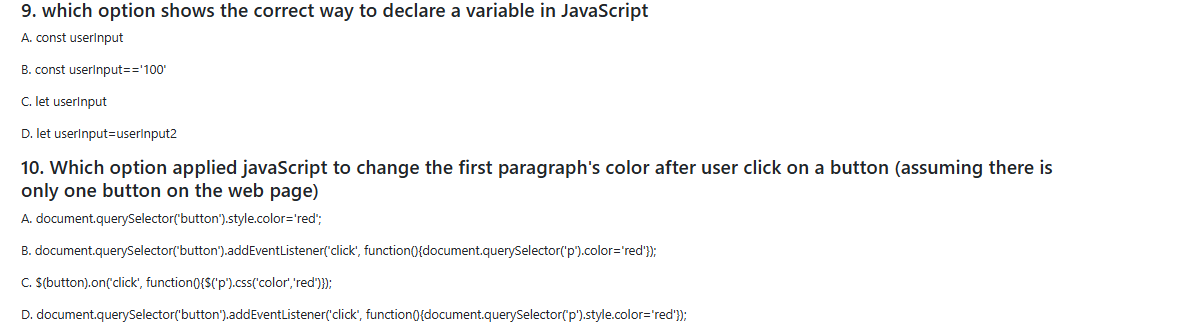 9. which option shows the correct way to declare a variable in JavaScript
A. const userInput
B. const userInput=='100'
C. let userInput
D. let userInput=userInput2
10. Which option applied javaScript to change the first paragraph's color after user click on a button (assuming there is
only one button on the web page)
A. document.querySelector('button').style.color='red';
B. document.querySelector('button').addEventListener('click', function(){document.querySelector('p').color='red'});
C. $(button).on('click', function(){$('p').css('color','red')});
D. document.querySelector('button').addEventListener('click', function(){document.querySelector('p').style.color='red'});